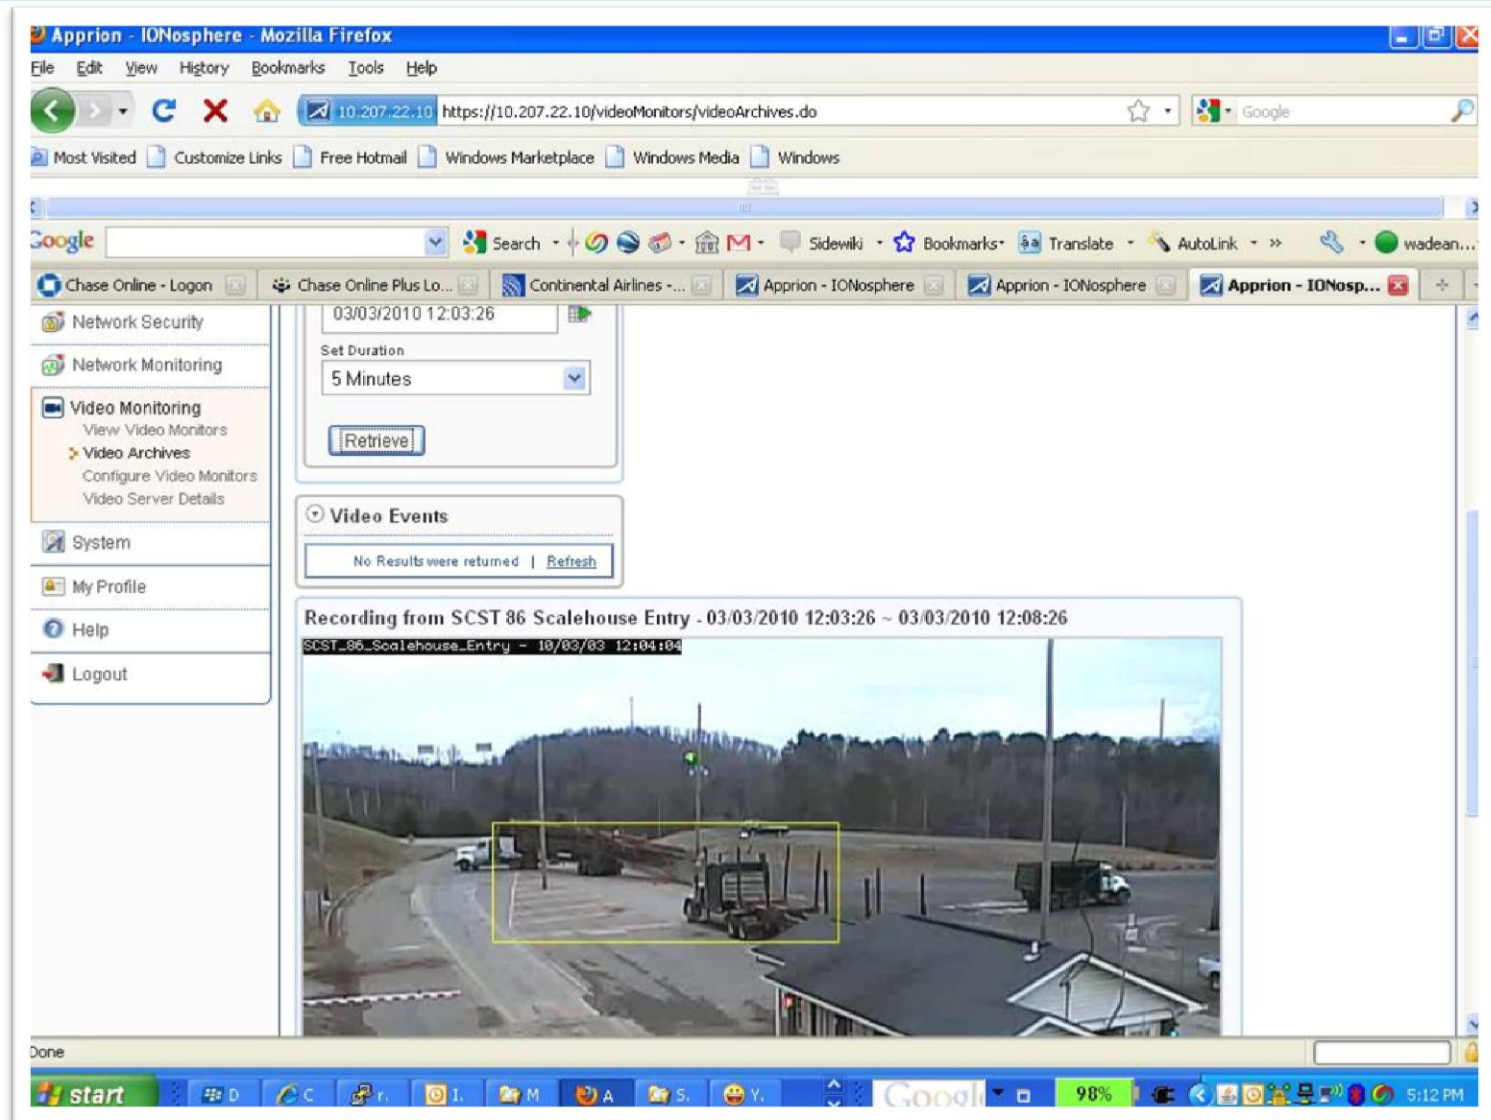 Apprion - IONosphere - Mozilla Firefox
File Edit View History Bookmarks Tools Help
10.207.22.10 https://10.207.22.10/videoMonitors/videoArchives.do Google
Most Visited Customize Links Free Hotmail Windows Marketplace Windows Media Windows
Google Search Sidewiki Bookmarks Translate AutoLink » wadean...
Chase Online - Logon Chase Online Plus Lo... Continental Airlines -... Apprion - IONosphere Apprion - IONosphere Apprion - IONosp...
Network Security
03/03/2010 12:03:26
Set Duration
Network Monitoring
5 Minutes
Video Monitoring
View Video Monitors
Retrieve
Video Archives
Configure Video Monitors
Video Server Details
Video Events
System
No Results were returned | Refresh
My Profile
Help
Logout
Recording from SCST 86 Scalehouse Entry - 03/03/2010 12:03:26 ~ 03/03/2010 12:08:26
SCST_86_Scalehouse_Entry - 10/03/03 12:04:04
Done
start D C r. I. M A S. Y. Googl 98% 5:12 PM